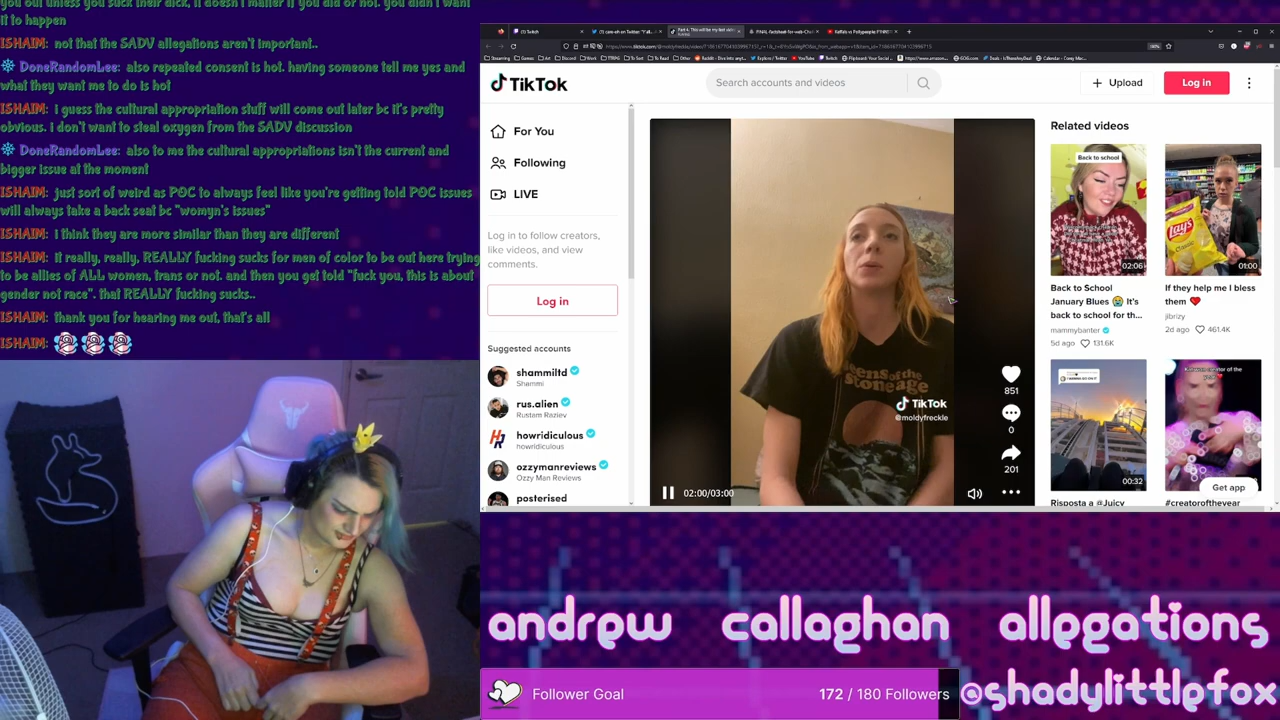 you out unless you suck their dick, it doesn't matter if you did or not. you didn't want
it to happen
ISHAIM: not that the SADV allegations aren't important..
DoneRandomLee: also repeated consent is hot. Having someone tell me yes and
what they want me to do is hot
ISHAIM: I guess the cultural appropriation stuff will come out later bc it's pretty
obvious. I don't want to steal oxygen from the SADV discussion
DoneRandomLee: also to me the cultural appropriations isn't the current and
bigger issue at the moment
ISHAIM: just sort of weird as POC to always feel like you're getting told POC issues
will always take a back seat bc "womyn's issues"
ISHAIM: I think they are more similar than they are different
ISHAIM: it really, really, REALLY fucking sucks for men of color to be out here trying
to be allies of ALL women, trans or not. and then you get told "fuck you, this is about
gender not race". that REALLY fucking sucks..
ISHAIM: thank you for hearing me out, that's all
ISHAIM:
(1) Twitch
TikTok
Search accounts and videos
Upload
Log in
For You
Following
LIVE
Log in to follow creators,
like videos, and view
comments.
Log in
Suggested accounts
shammiltd
Shammi
rus.alien
Rustam Raziev
howridiculous
howridiculous
ozzymanreviews
Ozzy Man Reviews
posterised
queens of the
stone age
TikTok
@moldyfreckle
851
0
201
02:00/03:00
Related videos
Back to school
02:06
Back to School
January Blues 😭 It's
back to school for th...
mammybanter
5d ago 131.6K
Lay's
01:00
If they help me I bless
them ❤️
jibrizy
2d ago 461.4K
00:32
Risposta a @Juicy
#creatoroftheyear
Get app
andrew callaghan allegations
Follower Goal 172 / 180 Followers
@shadylittlefox